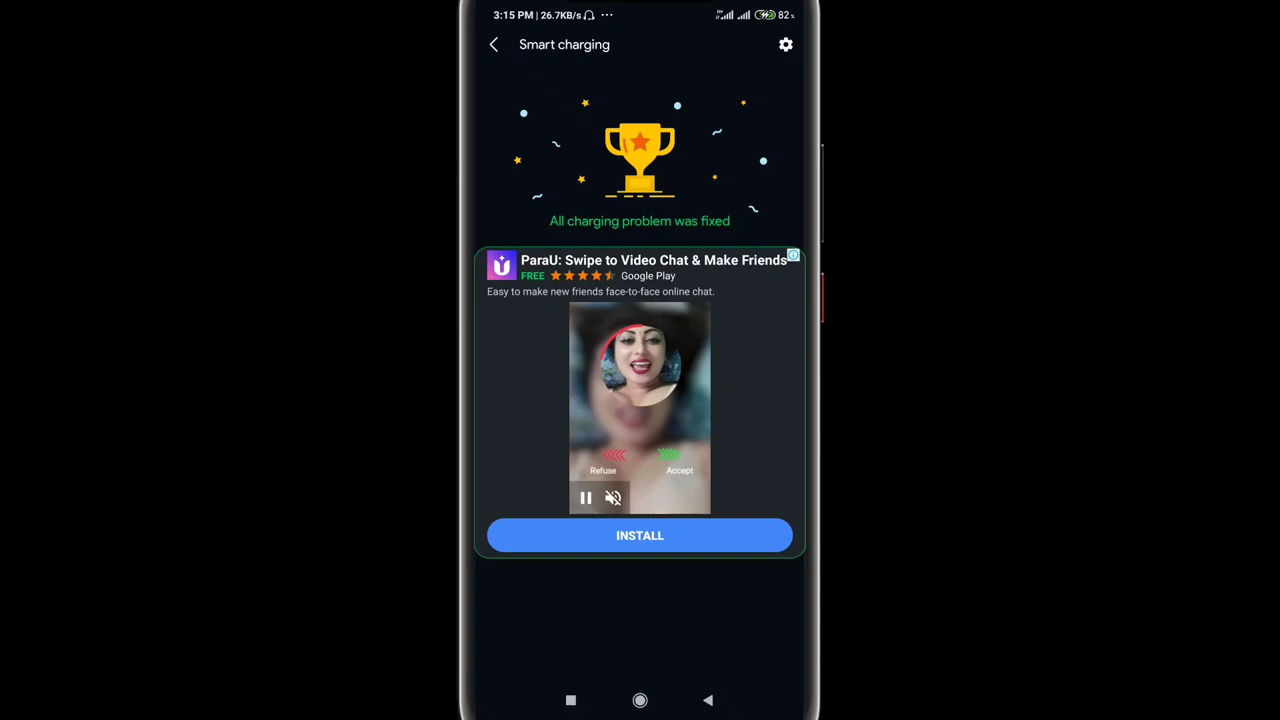 3:15 PM | 26.7KB/s ... 82%
Smart charging
All charging problem was fixed
ParaU: Swipe to Video Chat & Make Friends
FREE Google Play
Easy to make new friends face-to-face online chat.
Refuse Accept
INSTALL